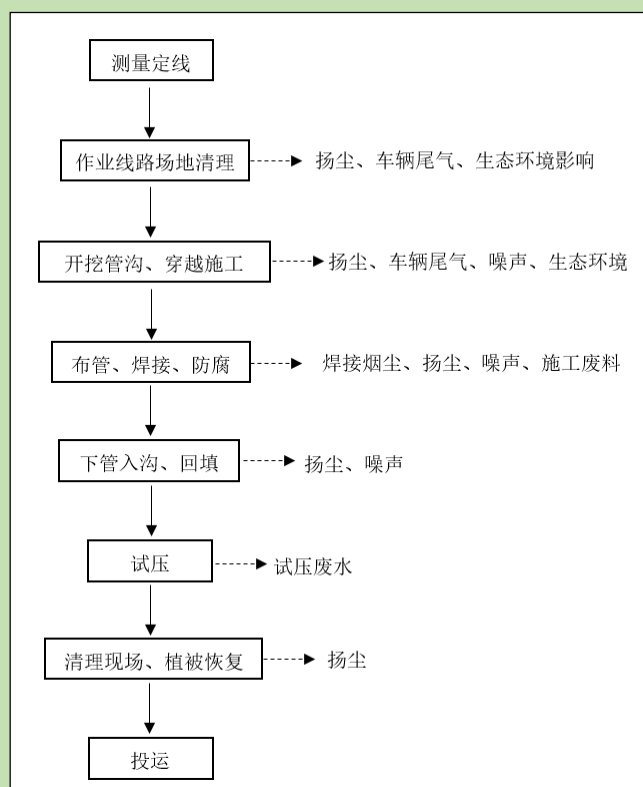 测量定线
作业线路场地清理
扬尘、车辆尾气、生态环境影响
开挖管沟、穿越施工
扬尘、车辆尾气、噪声、生态环境
布管、焊接、防腐
焊接烟尘、扬尘、噪声、施工废料
下管入沟、回填
扬尘、噪声
试压
试压废水
清理现场、植被恢复
扬尘
投运